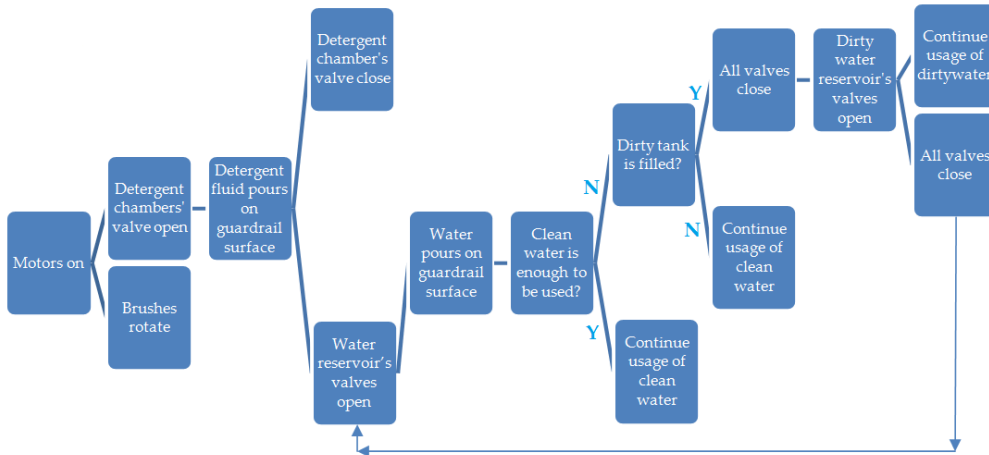 Motors on
Detergent
chambers'
valve open
Brushes
rotate
Detergent
fluid pours
on
guardrail
surface
Detergent
chamber's
valve close
Water
reservoir's
valves
open
Water
pours on
guardrail
surface
Clean
water is
enough to
be used?
N
Y
Dirty tank
is filled?
Continue
usage of
clean
water
Y
N
All valves
close
Continue
usage of
clean
water
Dirty
water
reservoir's
valves
open
Continue
usage of
dirtywater
All valves
close